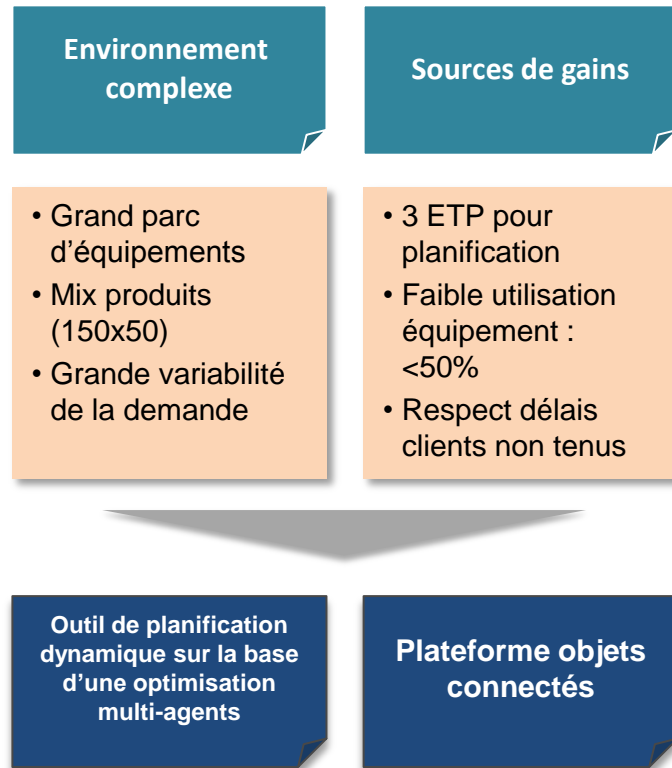 Environnement
complexe
Sources de gains
• Grand parc
d'équipements
• Mix produits
(150x50)
• Grande variabilité
de la demande
• 3 ETP pour
planification
• Faible utilisation
équipement :
<50%
• Respect délais
clients non tenus
Outil de planification
dynamique sur la base
d'une optimisation
multi-agents
Plateforme objets
connectés